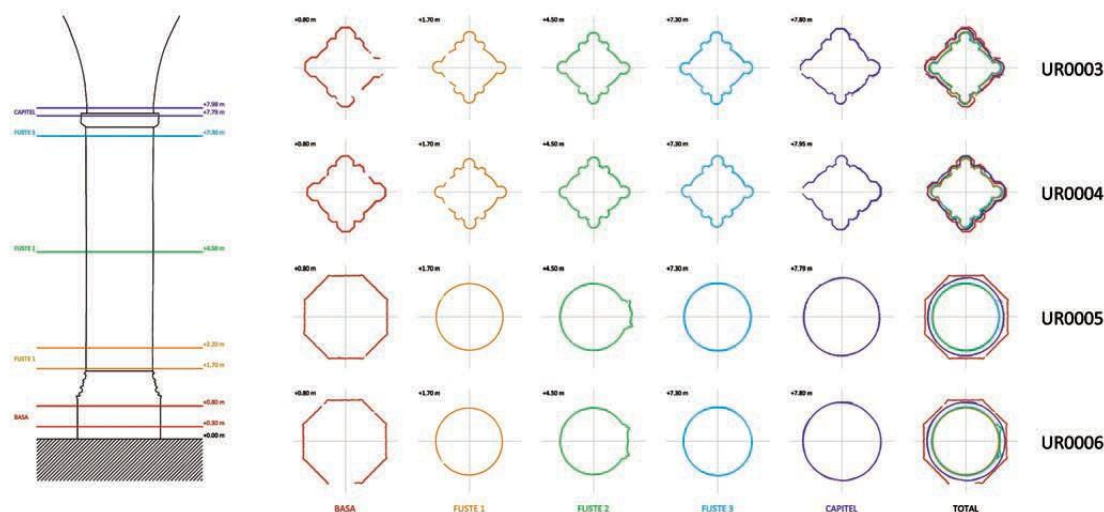 +7.98 m
CAPITEL +7.79 m
FUSTE 3 +7.30 m
FUSTE 2 +4.50 m
+2.20 m
FUSTE 1 +1.70 m
+0.80 m
BASA +0.30 m
+0.00 m
+0.80 m +1.70 m +4.50 m +7.30 m +7.80 m
UR0003
+0.80 m +1.70 m +4.50 m +7.30 m +7.95 m
UR0004
+0.80 m +1.70 m +4.50 m +7.30 m +7.79 m
UR0005
+0.80 m +1.70 m +4.50 m +7.30 m +7.80 m
UR0006
BASA FUSTE 1 FUSTE 2 FUSTE 3 CAPITEL TOTAL